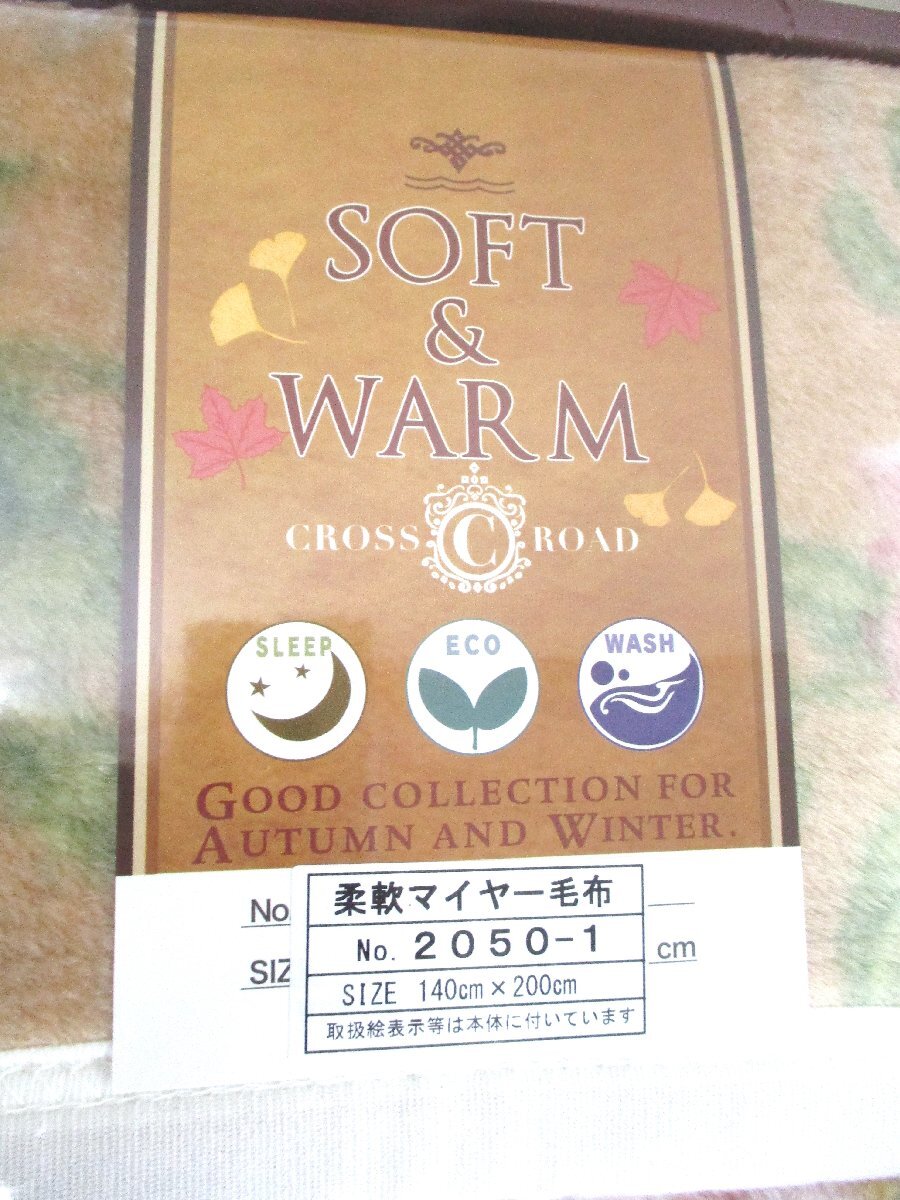 SOFT
&
WARM
CROSS C ROAD
SLEEP
ECO
WASH
GOOD COLLECTION FOR
AUTUMN AND WINTER.
No.
柔軟マイヤー毛布
No. 2050-1
SIZE 140cm×200cm
取扱絵表示等は本体に付いています
cm